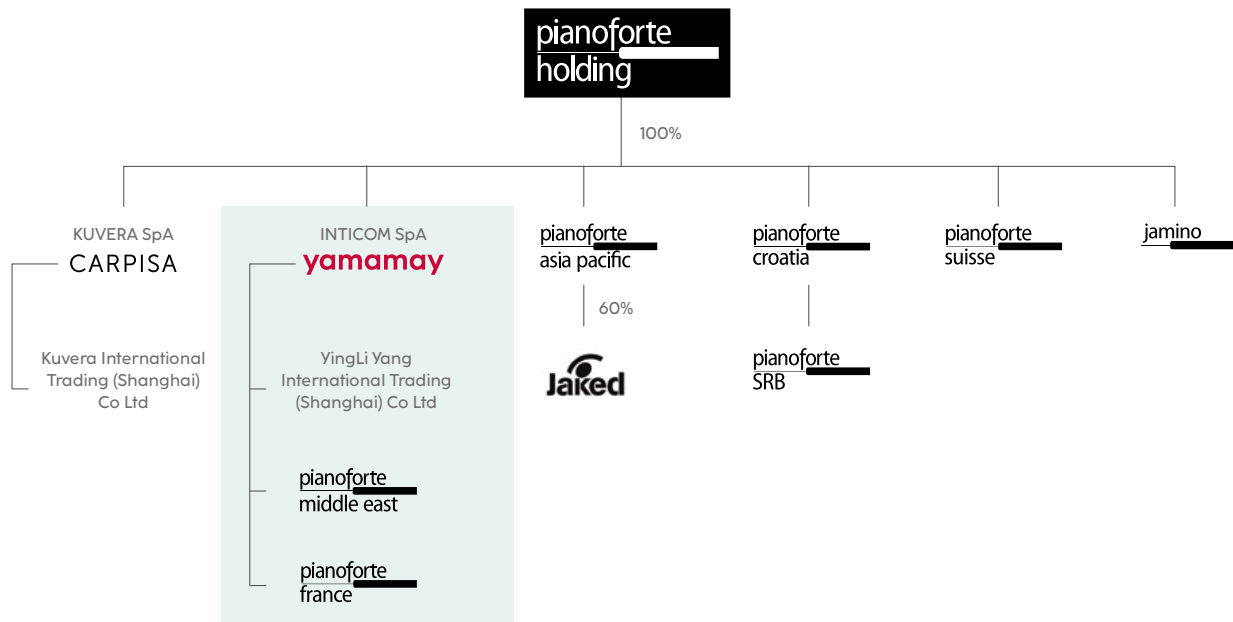 pianoforte
holding
100%
KUVERA SpA
CARPISA
INTICOM SpA
yamamay
pianoforte
asia pacific
pianoforte
croatia
pianoforte
suisse
jamino
60%
Kuvera International
Trading (Shanghai)
Co Ltd
YingLi Yang
International Trading
(Shanghai) Co Ltd
Jaked
pianoforte
SRB
pianoforte
middle east
pianoforte
france